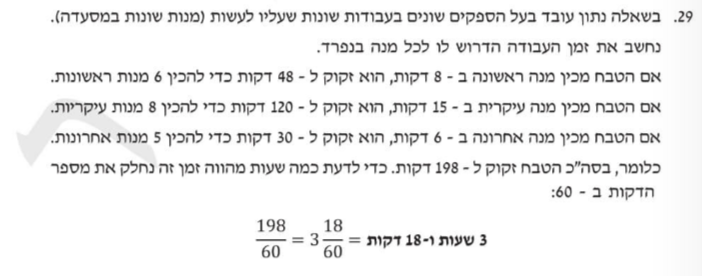 29. בשאלה נתון עובד בעל הספקים שונים בעבודות שונות שעליו לעשות (מנות שונות במסעדה).
נחשב את זמן העבודה הדרוש לו לכל מנה בנפרד.
אם הטבח מכין מנה ראשונה ב - 8 דקות, הוא זקוק ל - 48 דקות כדי להכין 6 מנות ראשונות.
אם הטבח מכין מנה עיקרית ב - 15 דקות, הוא זקוק ל - 120 דקות כדי להכין 8 מנות עיקריות.
אם הטבח מכין מנה אחרונה ב - 6 דקות, הוא זקוק ל - 30 דקות כדי להכין 5 מנות אחרונות.
כלומר, בסה"כ הטבח זקוק ל - 198 דקות. כדי לדעת כמה שעות מהווה זמן זה נחלק את מספר
הדקות ב - 60:
198/60 = 3 18/60 = 3 שעות ו-18 דקות